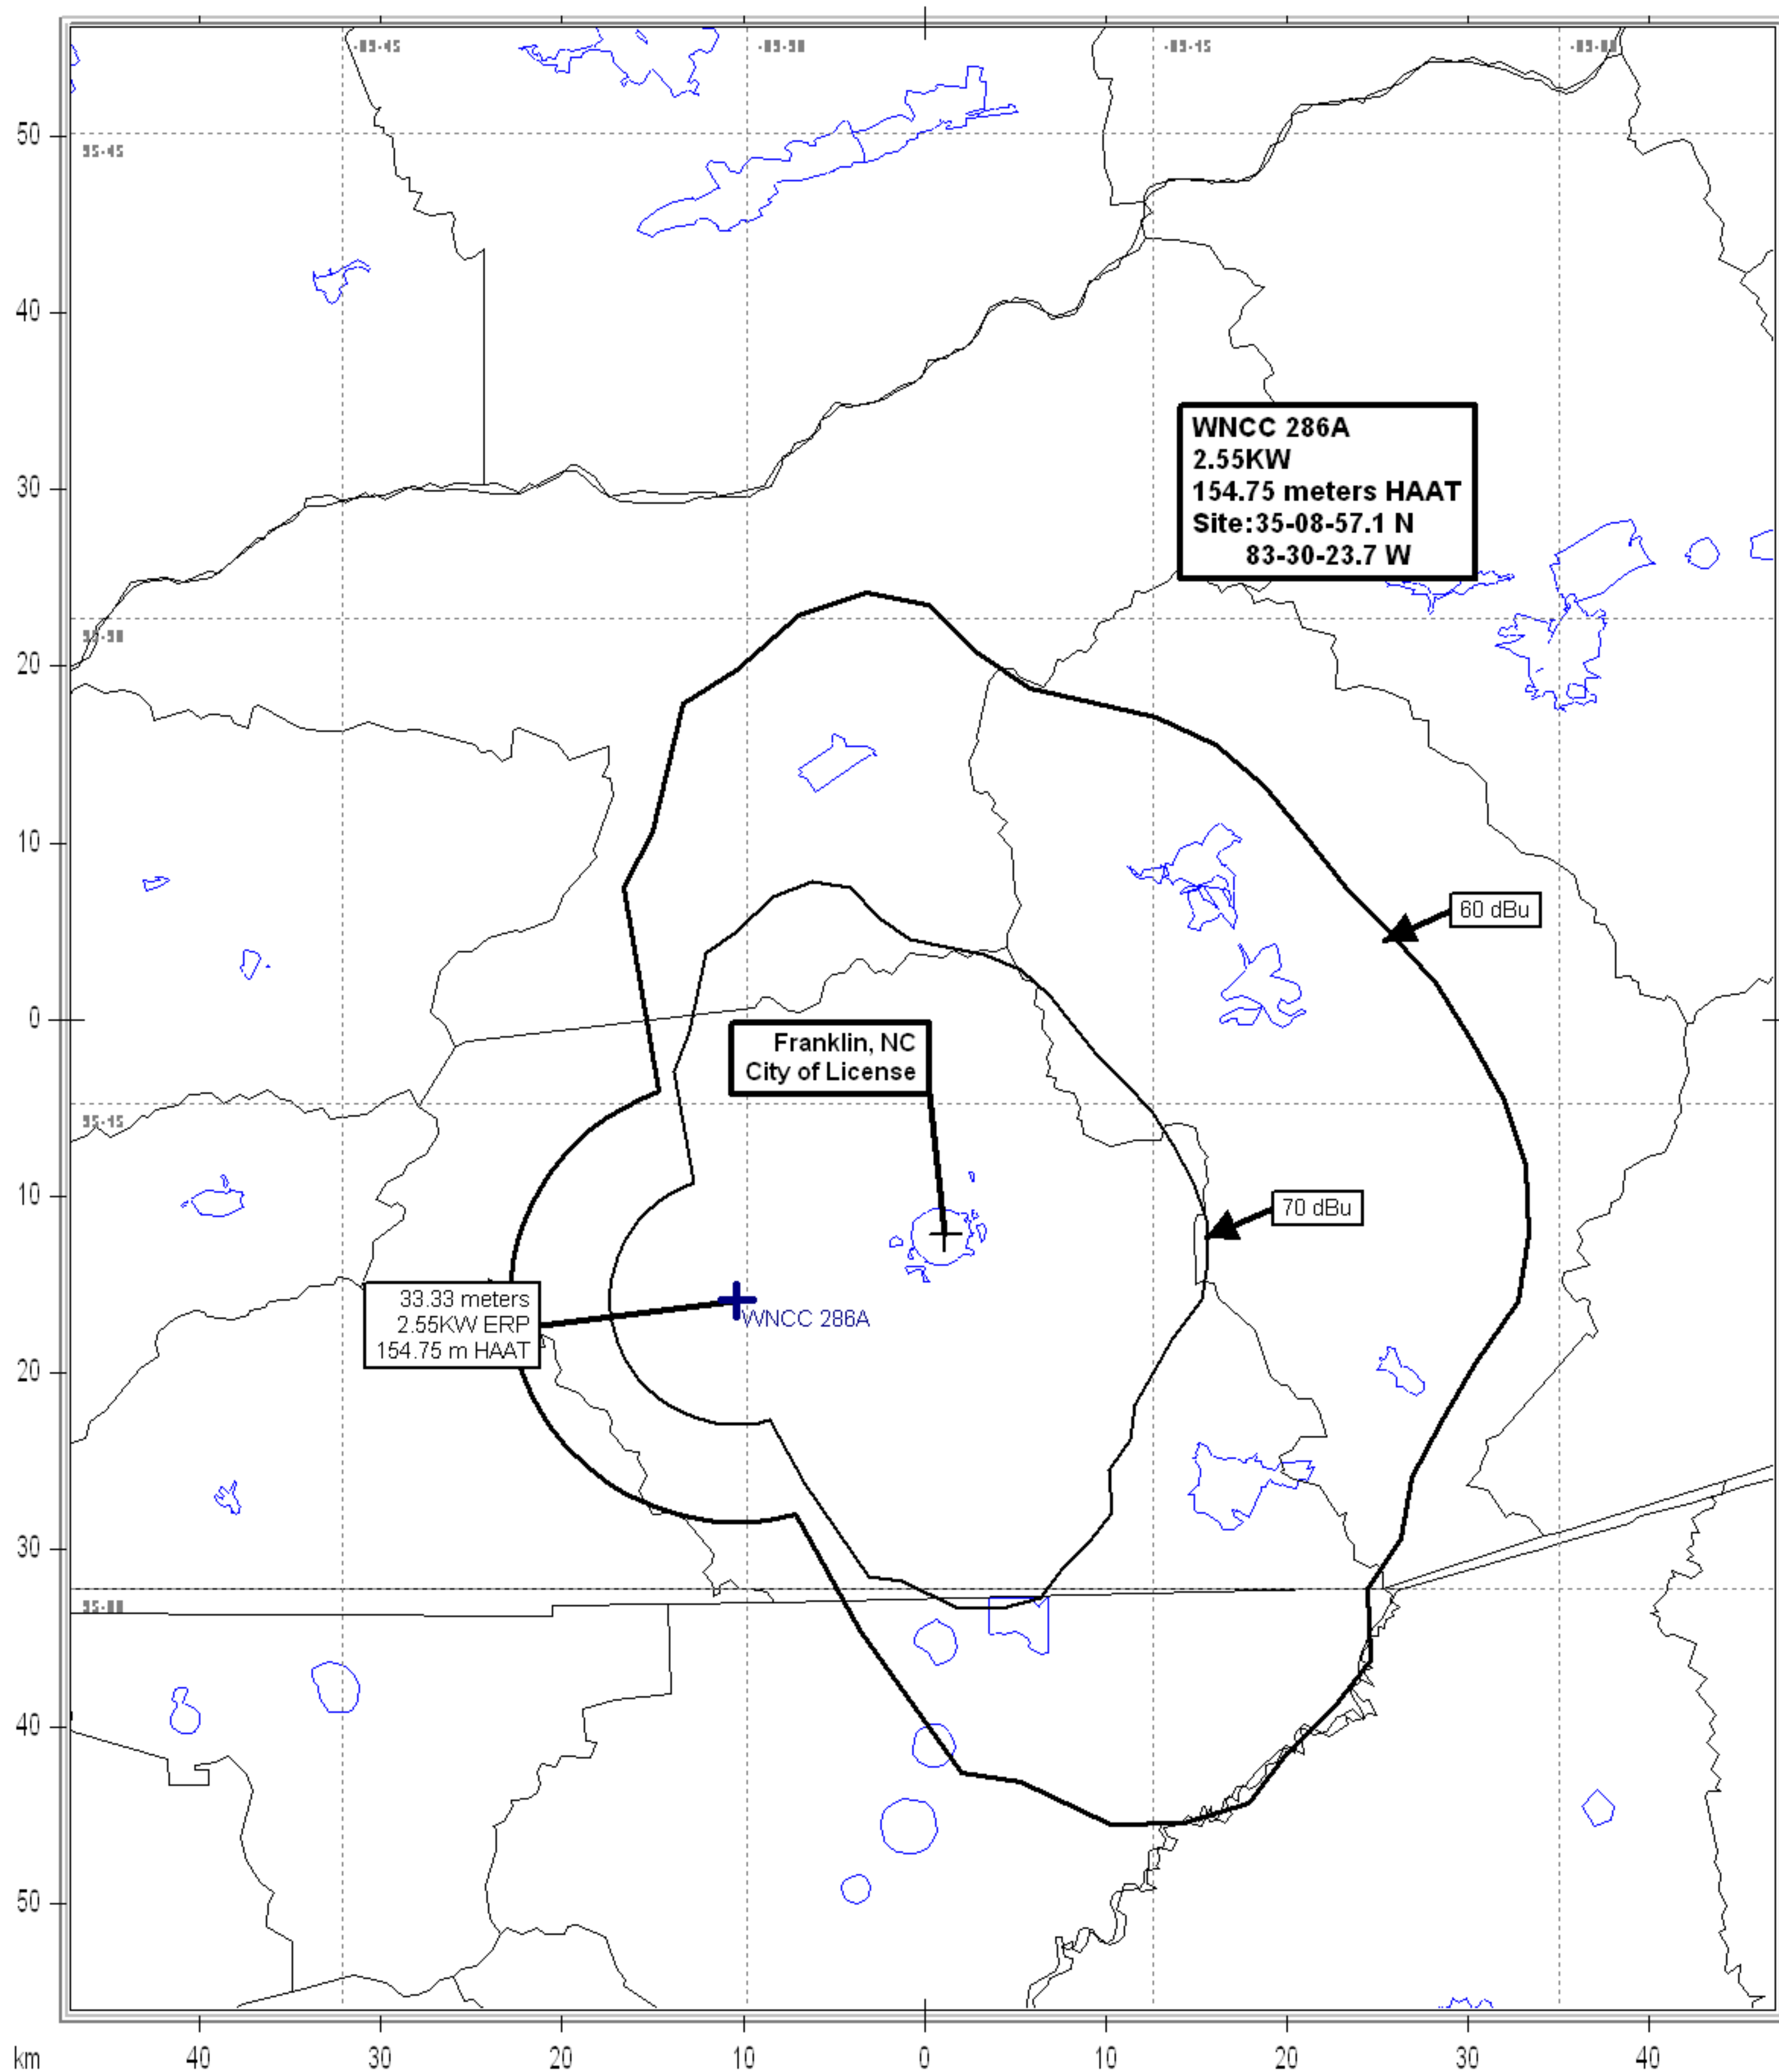 50
40
30
20
10
0
10
20
30
40
50
WNCC 286A
2.55KW
154.75 meters HAAT
Site:35-08-57.1 N
83-30-23.7 W
60 dBu
Franklin, NC
City of License
70 dBu
33.33 meters
2.55KW ERP
154.75 m HAAT
WNCC 286A
km
40
30
20
10
0
10
20
30
40